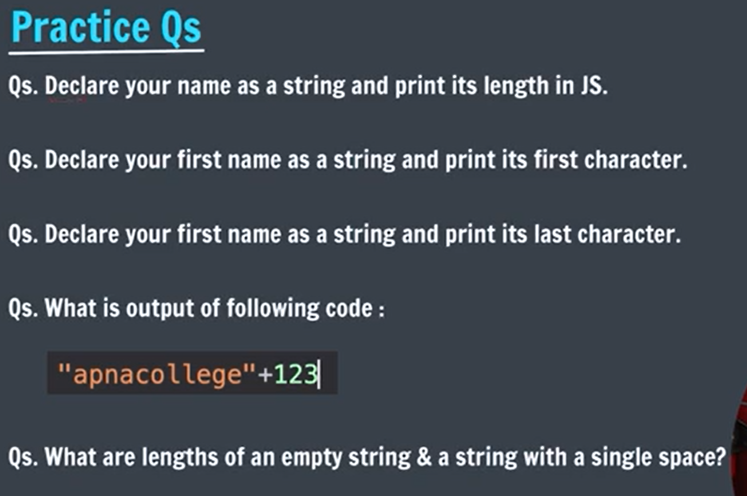 Practice Qs
Qs. Declare your name as a string and print its length in JS.
Qs. Declare your first name as a string and print its first character.
Qs. Declare your first name as a string and print its last character.
Qs. What is output of following code :
"apnacollege"+123
Qs. What are lengths of an empty string & a string with a single space?